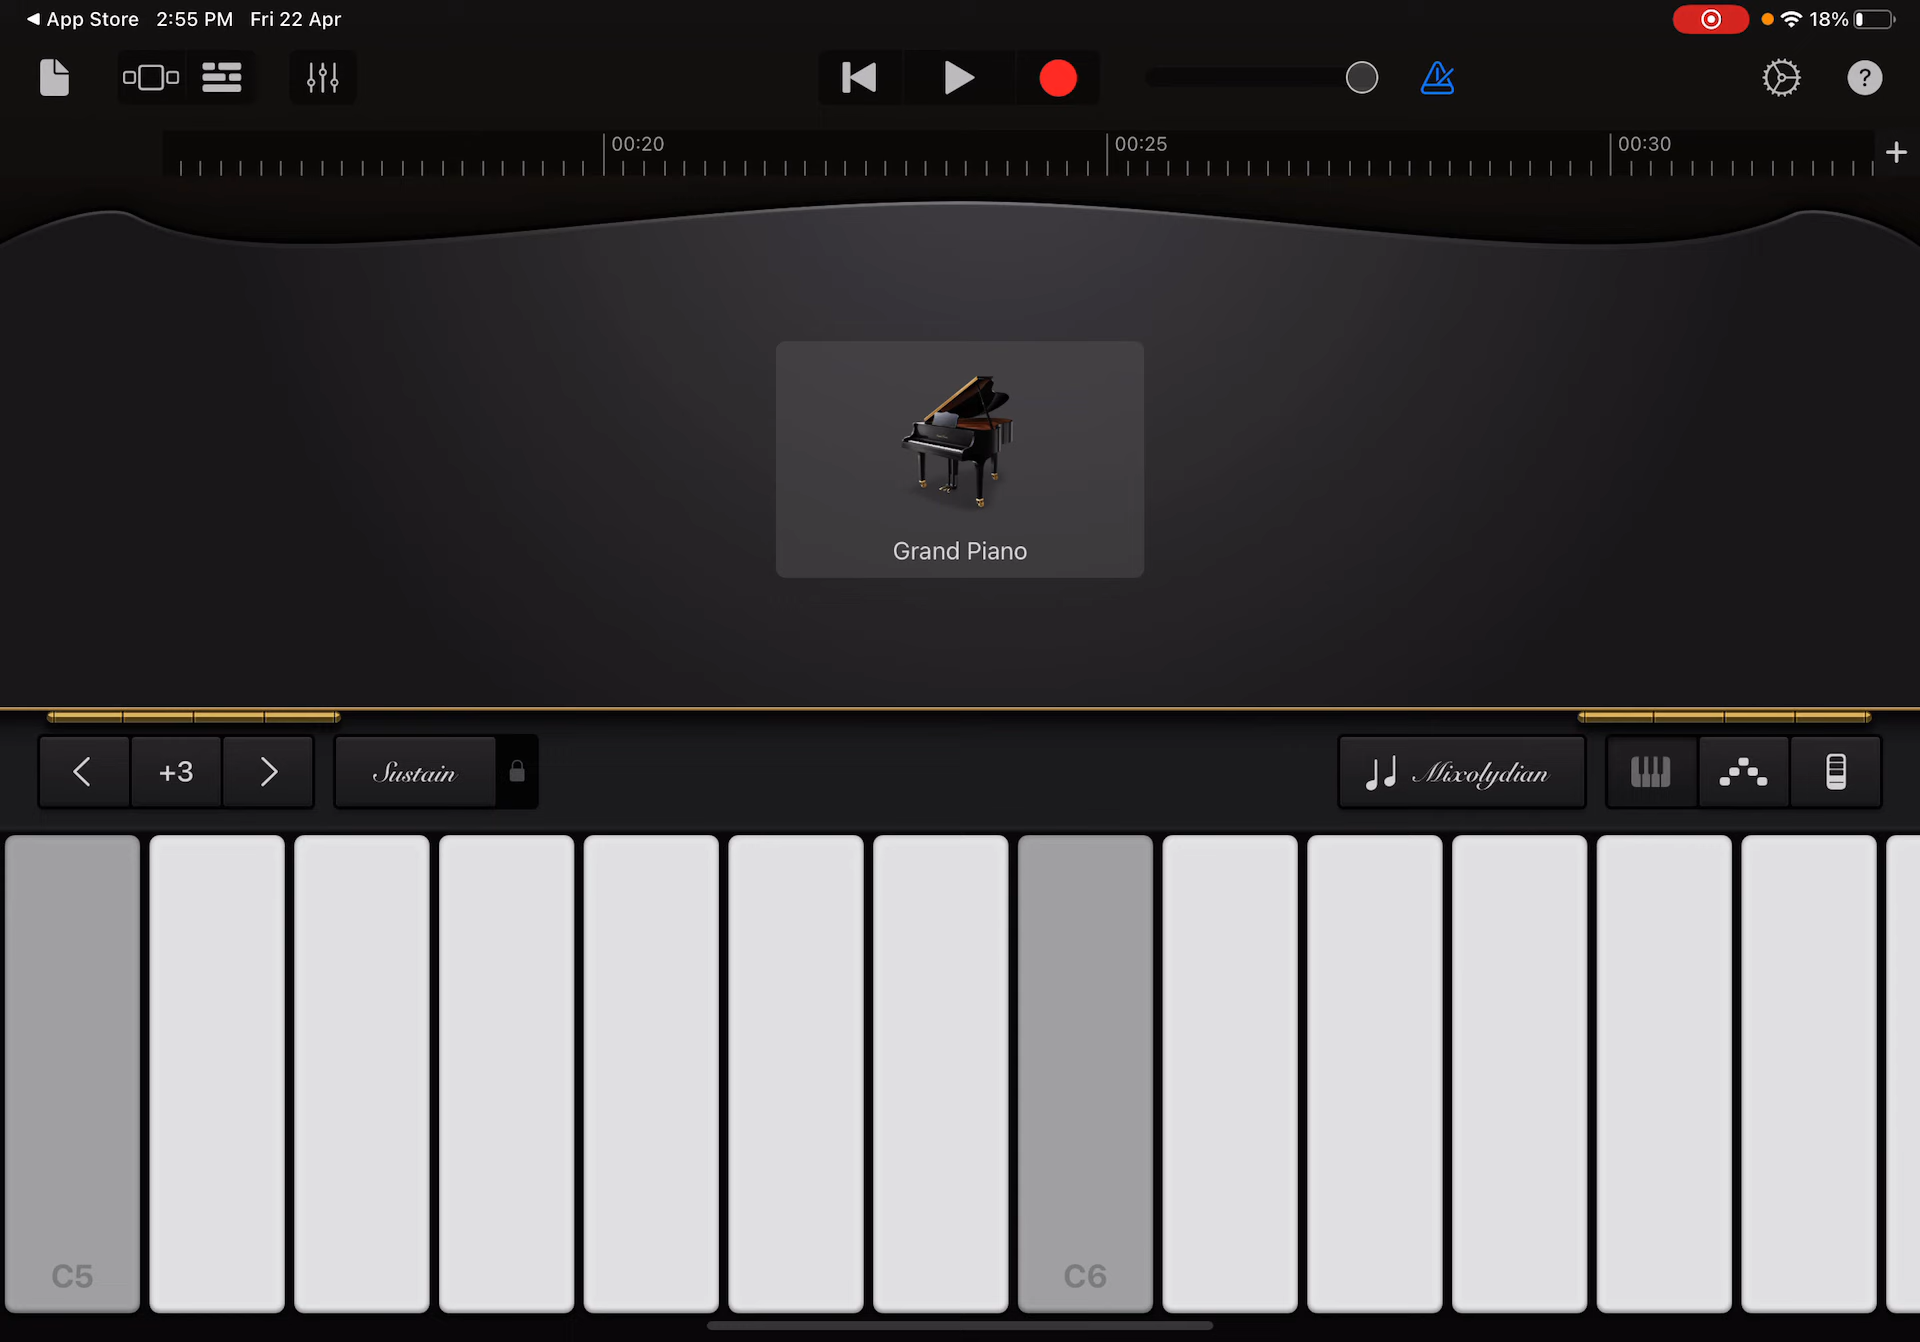 ◀ App Store 2:55 PM Fri 22 Apr
18%
?
00:20 00:25 00:30
Grand Piano
+3
Sustain
Mixolydian
C5 C6